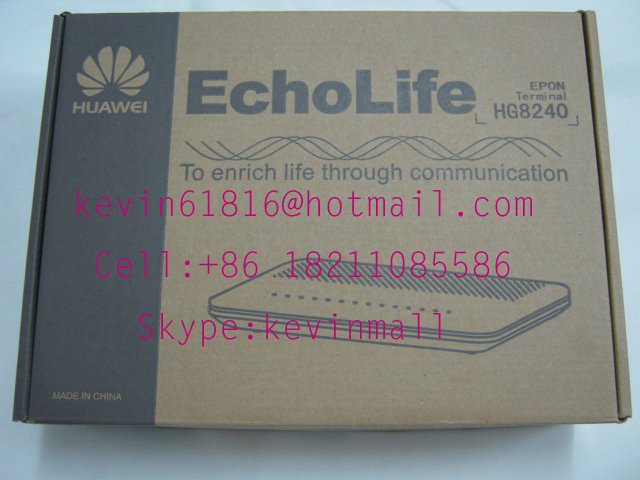 HUAWEI
EchoLife
EPON
Terminal
HG8240
To enrich life through communication
kevin61816@hotmail.com
Cell:+86 18211085586
Skype:kevinmall
MADE IN CHINA